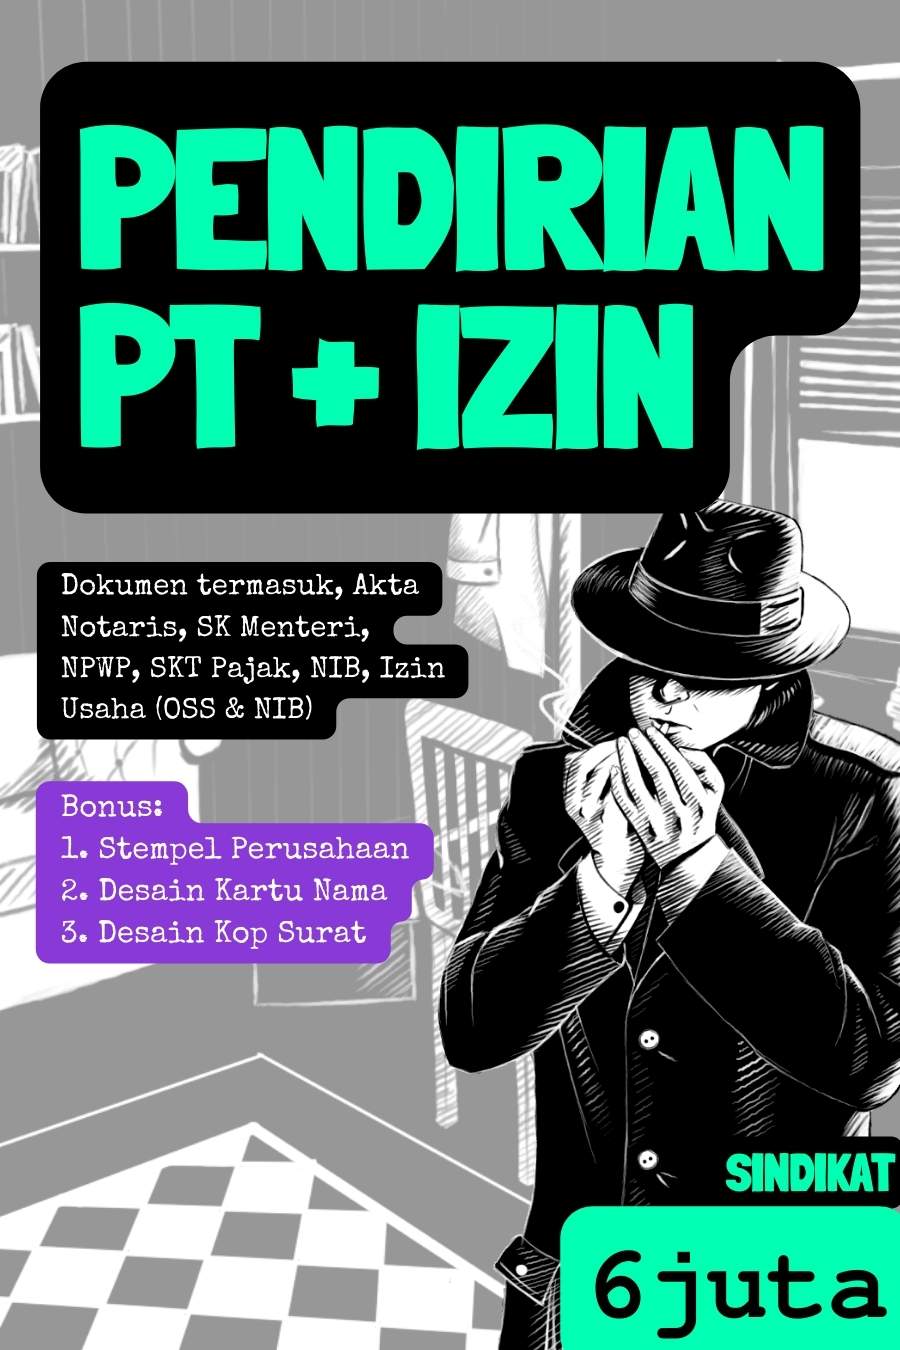 PENDIRIAN
PT + IZIN
Dokumen termasuk, Akta
Notaris, SK Menteri,
NPWP, SKT Pajak, NIB, Izin
Usaha (OSS & NIB)
Bonus:
1. Stempel Perusahaan
2. Desain Kartu Nama
3. Desain Kop Surat
SINDIKAT
6juta